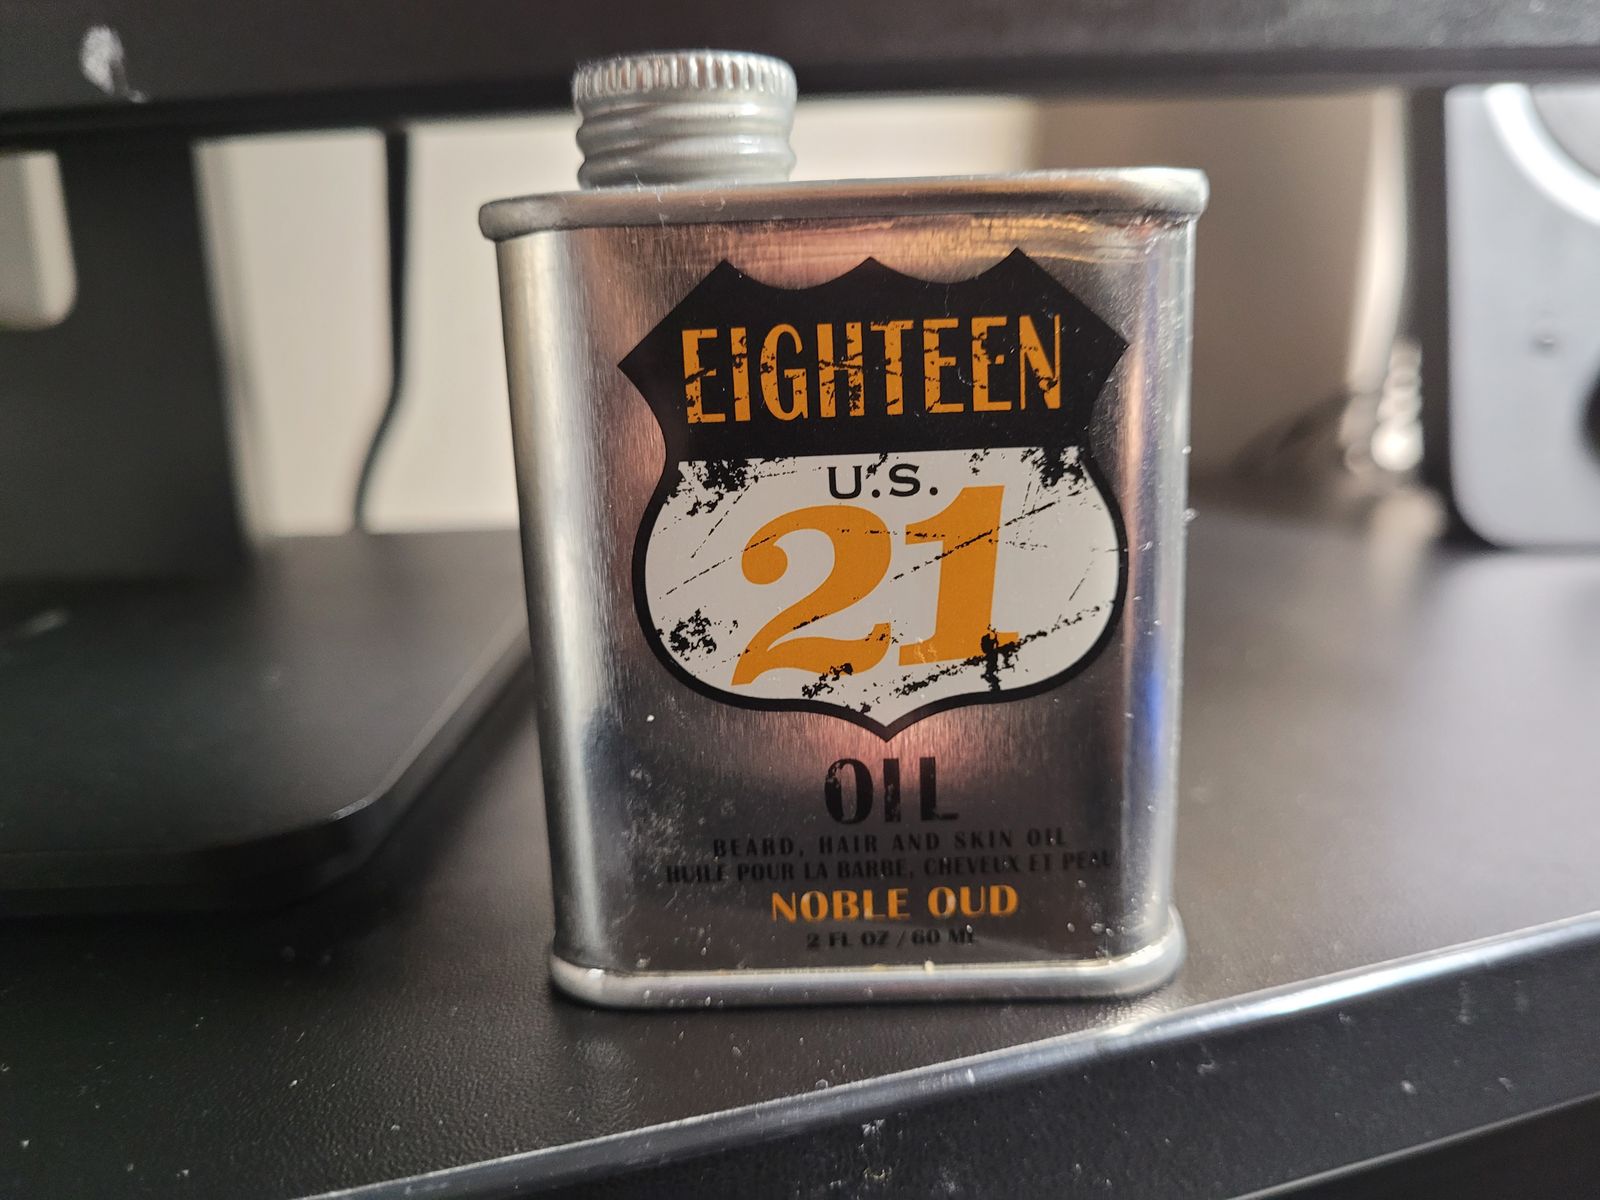 EIGHTEEN
U.S.
21
OIL
BEARD, HAIR AND SKIN OIL
HUILE POUR LA BARBE, CHEVEUX ET PEAU
NOBLE OUD
2 FL OZ / 60 ML